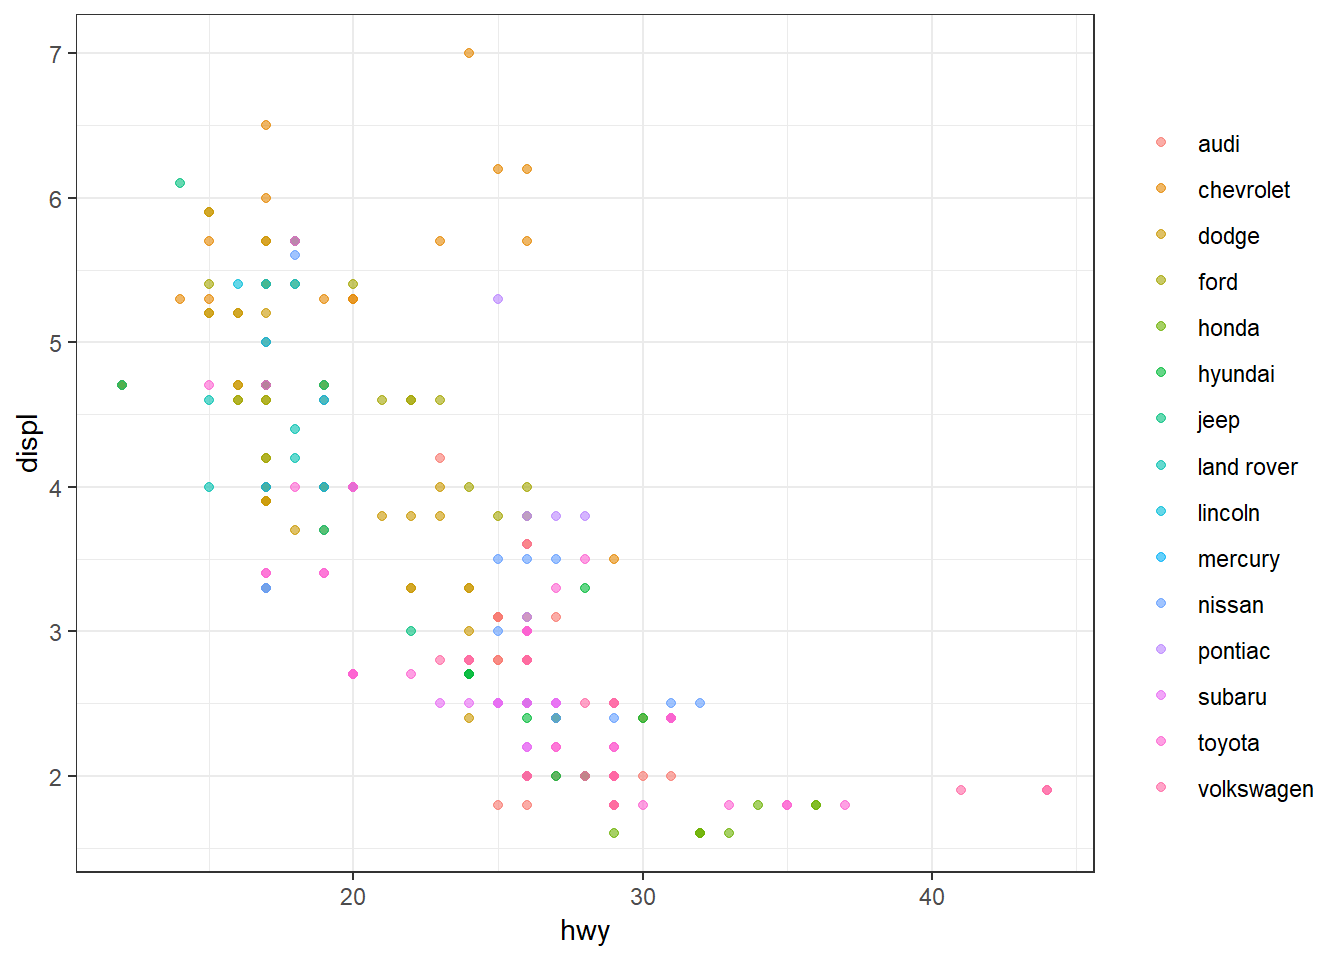 7
6
5
4
3
2
displ
20
30
40
hwy
audi
chevrolet
dodge
ford
honda
hyundai
jeep
land rover
lincoln
mercury
nissan
pontiac
subaru
toyota
volkswagen